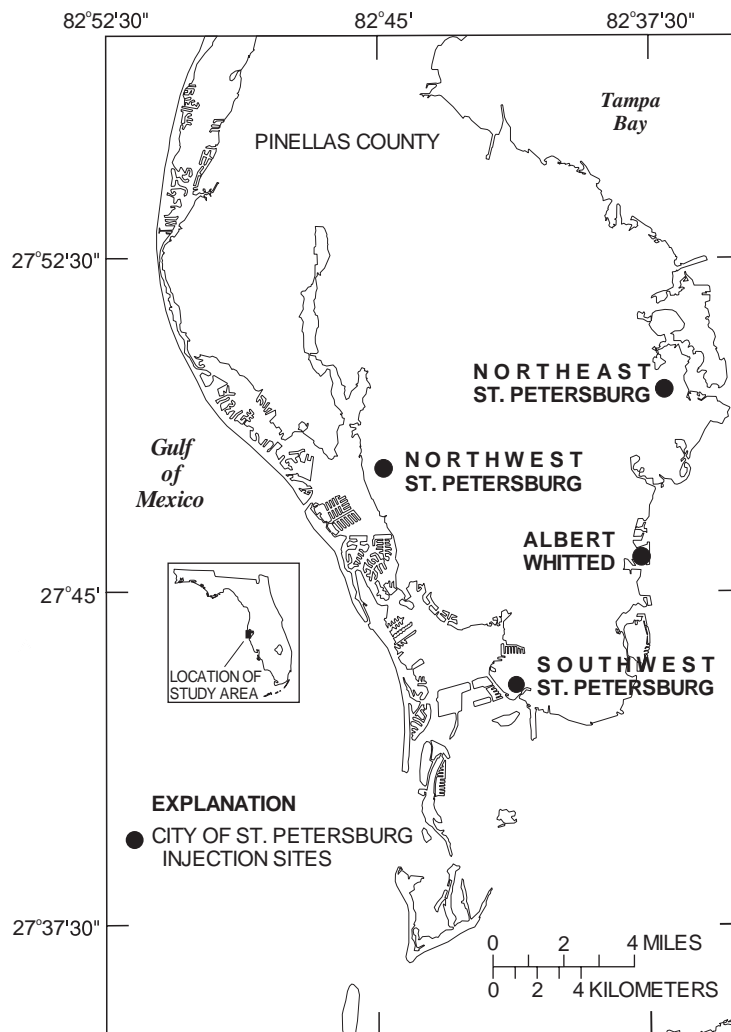 82°52'30"
82°45'
82°37'30"
Tampa
Bay
PINELLAS COUNTY
27°52'30"
NORTHEAST
ST. PETERSBURG
Gulf
of
Mexico
NORTHWEST
ST. PETERSBURG
ALBERT
WHITTED
27°45'
LOCATION OF
STUDY AREA
SOUTHWEST
ST. PETERSBURG
EXPLANATION
CITY OF ST. PETERSBURG
INJECTION SITES
27°37'30"
0 2 4 MILES
0 2 4 KILOMETERS